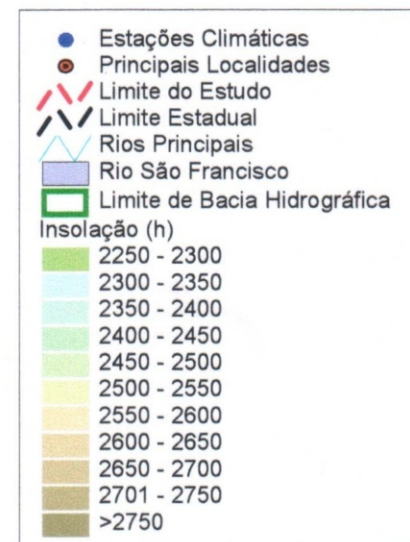 Estações Climáticas
Principais Localidades
Limite do Estudo
Limite Estadual
Rios Principais
Rio São Francisco
Limite de Bacia Hidrográfica
Insolação (h)
2250 - 2300
2300 - 2350
2350 - 2400
2400 - 2450
2450 - 2500
2500 - 2550
2550 - 2600
2600 - 2650
2650 - 2700
2701 - 2750
>2750